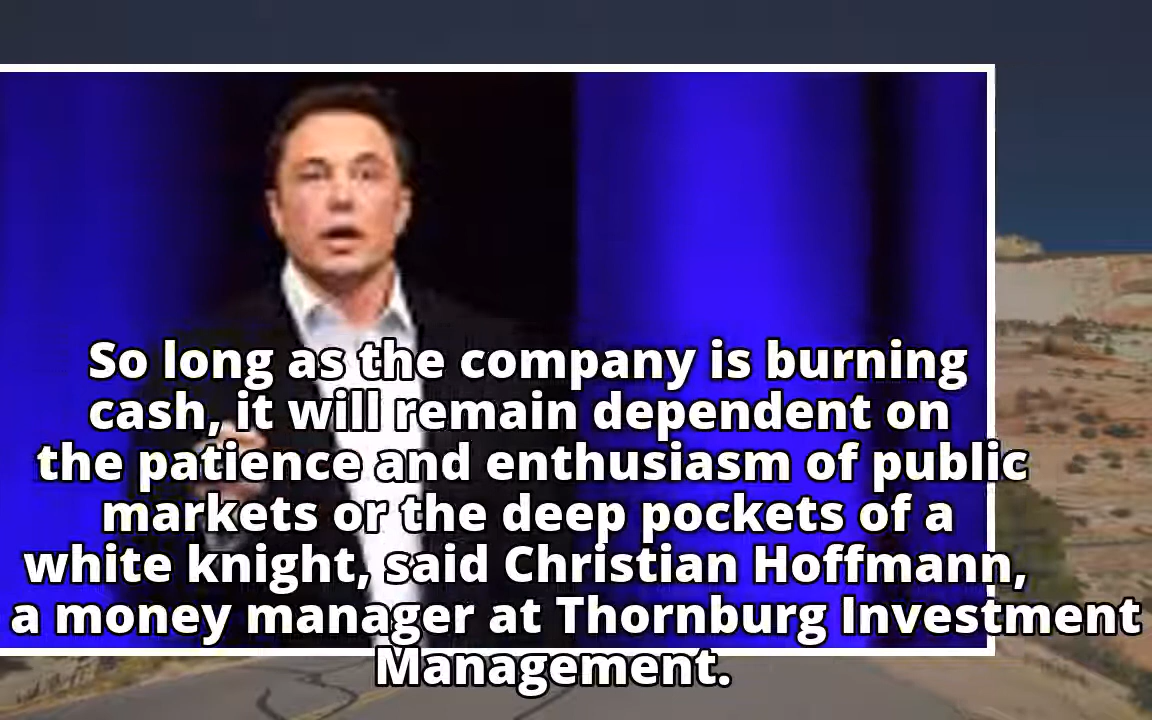 So long as the company is burning
cash, it will remain dependent on
the patience and enthusiasm of public
markets or the deep pockets of a
white knight, said Christian Hoffmann,
a money manager at Thornburg Investment
Management.